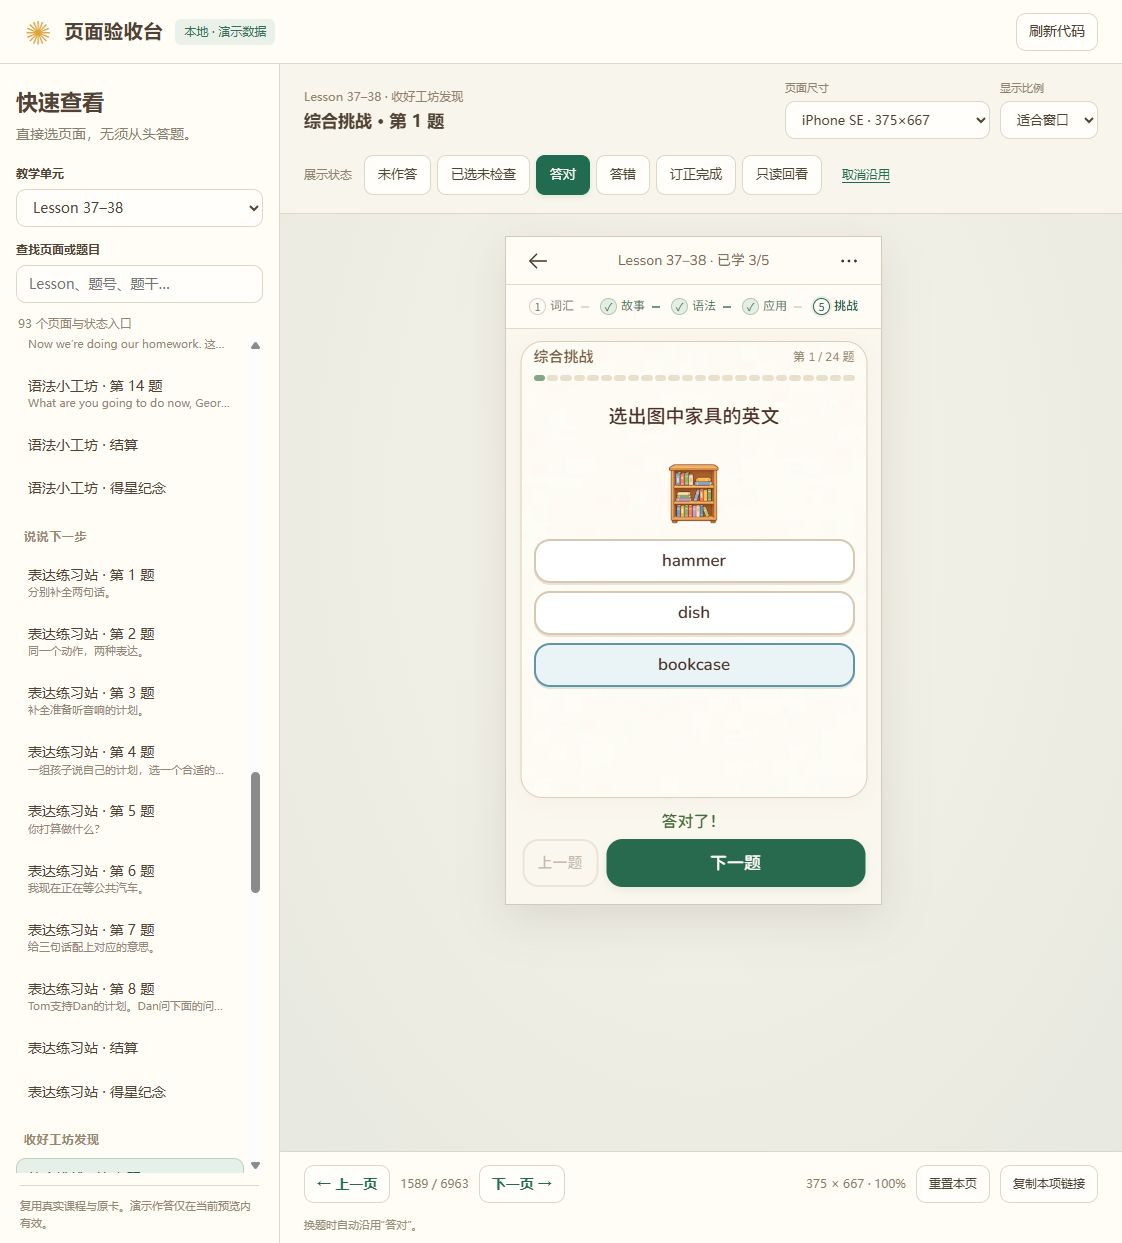 页面验收台
本地 · 演示数据
刷新代码
快速查看
直接选页面，无须从头答题。
教学单元
Lesson 37–38
查找页面或题目
Lesson、题号、题干...
93 个页面与状态入口
Now we're doing our homework. 这...
语法小工坊 · 第 14 题
What are you going to do now, Geor...
语法小工坊 · 结算
语法小工坊 · 得星纪念
说说下一步
表达练习站 · 第 1 题
分别补全两句话。
表达练习站 · 第 2 题
同一个动作，两种表达。
表达练习站 · 第 3 题
补全准备听音响的计划。
表达练习站 · 第 4 题
一组孩子说自己的计划，选一个合适的...
表达练习站 · 第 5 题
你打算做什么？
表达练习站 · 第 6 题
我现在正在等公共汽车。
表达练习站 · 第 7 题
给三句话配上对应的意思。
表达练习站 · 第 8 题
Tom支持Dan的计划。Dan问下面的问...
表达练习站 · 结算
表达练习站 · 得星纪念
收好工坊发现
复用真实课程与原卡。演示作答仅在当前预览内
有效。
Lesson 37–38 · 收好工坊发现
综合挑战 • 第 1 题
页面尺寸
iPhone SE · 375×667
显示比例
适合窗口
展示状态
未作答
已选未检查
答对
答错
订正完成
只读回看
取消沿用
Lesson 37–38 · 已学 3/5
1 词汇
故事
语法
应用
5 挑战
综合挑战
第 1 / 24 题
选出图中家具的英文
hammer
dish
bookcase
答对了！
上一题
下一题
← 上一页
1589 / 6963
下一页 →
375 × 667 · 100%
重置本页
复制本项链接
换题时自动沿用“答对”。